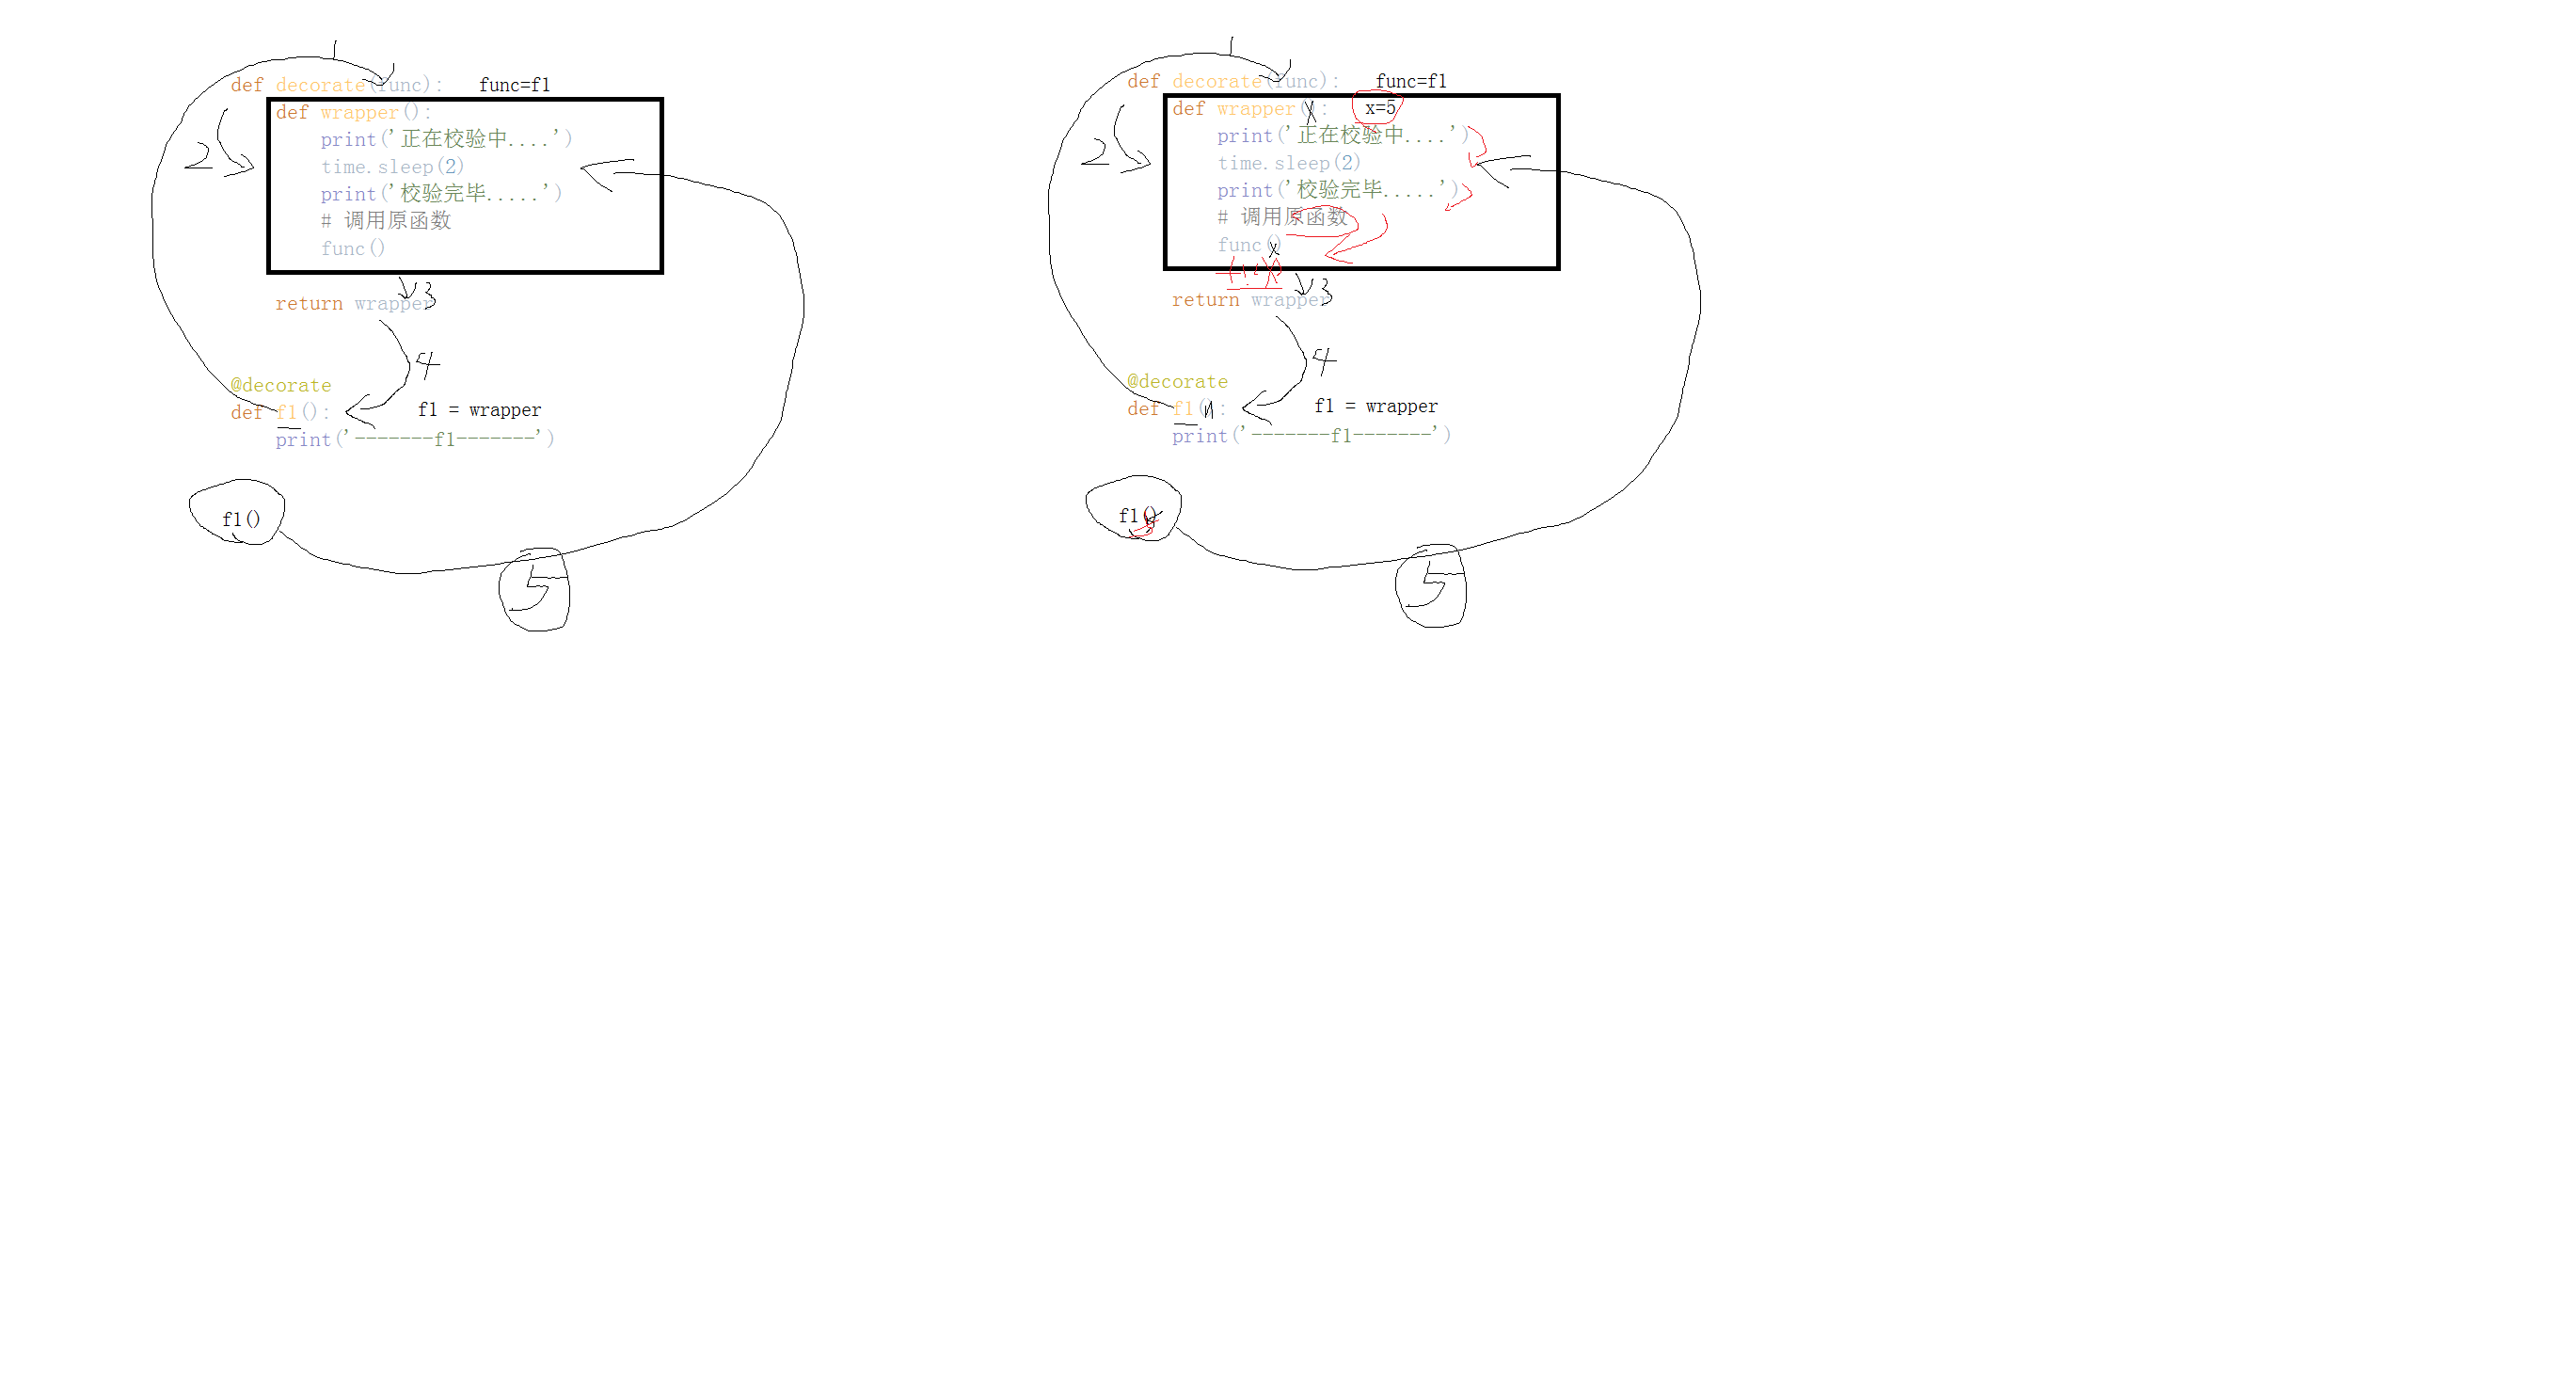 1
def decorate(func):   func=f1
def wrapper():
print('正在校验中....')
2
time.sleep(2)
print('校验完毕.....')
# 调用原函数
func()
3
return wrapper
4
@decorate
def f1():   f1 = wrapper
print('-------f1-------')
f1()
5
1
def decorate(func):   func=f1
def wrapper(x):   x=5
print('正在校验中....')
2
time.sleep(2)
print('校验完毕.....')
# 调用原函数
func(x)
3
return wrapper
4
@decorate
def f1(n):   f1 = wrapper
print('-------f1-------')
f1()
5